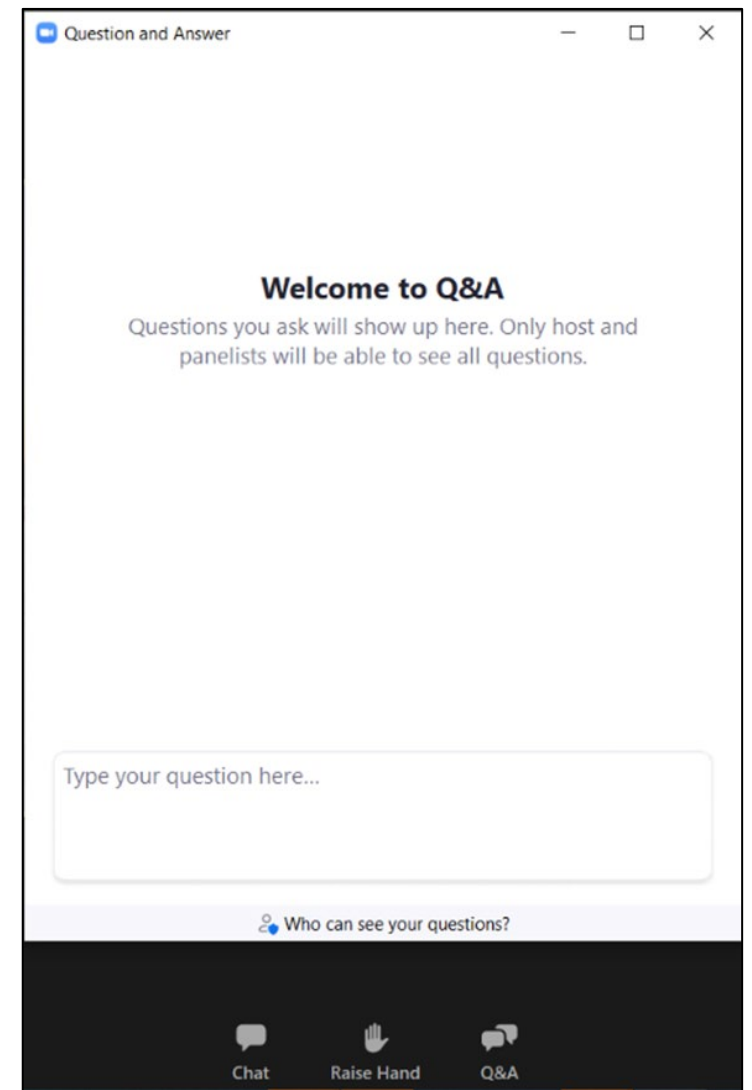 Question and Answer
Welcome to Q&A
Questions you ask will show up here. Only host and
panelists will be able to see all questions.
Type your question here...
Who can see your questions?
Chat Raise Hand Q&A